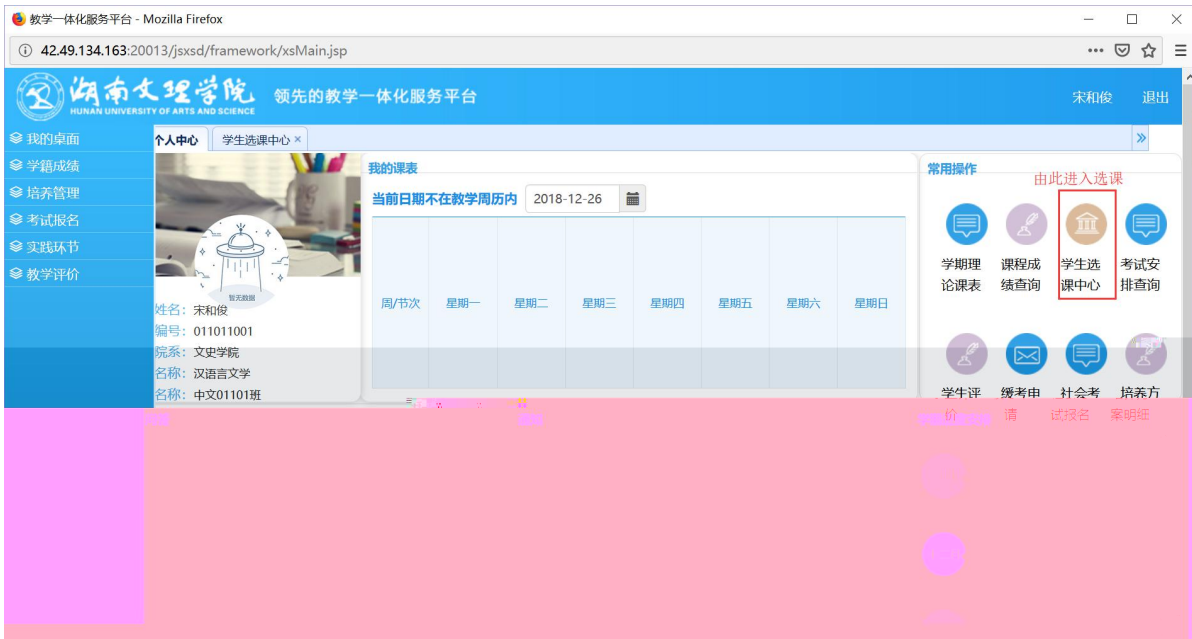 教学一体化服务平台 - Mozilla Firefox
42.49.134.163:20013/jsxsd/framework/xsMain.jsp
湖南文理学院
HUNAN UNIVERSITY OF ARTS AND SCIENCE
领先的教学一体化服务平台
宋和俊 退出
我的桌面
学籍成绩
培养管理
考试报名
实践环节
教学评价
个人中心 学生选课中心 ×
暂无数据
姓名：宋和俊
编号：011011001
院系：文史学院
名称：汉语言文学
名称：中文01101班
我的课表
当前日期不在教学周历内 2018-12-26
周/节次 星期一 星期二 星期三 星期四 星期五 星期六 星期日
常用操作
由此进入选课
学期理 课程成 学生选 考试安
论课表 绩查询 课中心 排查询
学生评 缓考申 社会考 培养方
价 请 试报名 案明细